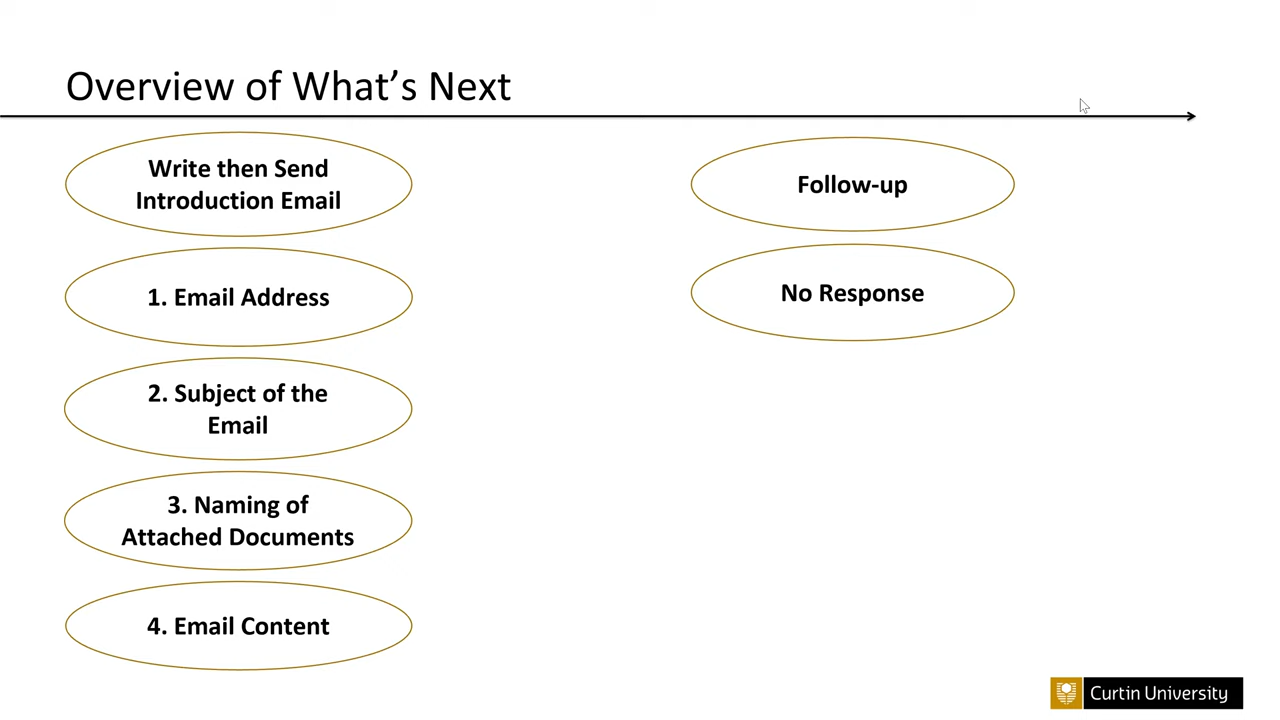 Overview of What's Next
Write then Send
Introduction Email
1. Email Address
2. Subject of the
Email
3. Naming of
Attached Documents
4. Email Content
Follow-up
No Response
Curtin University